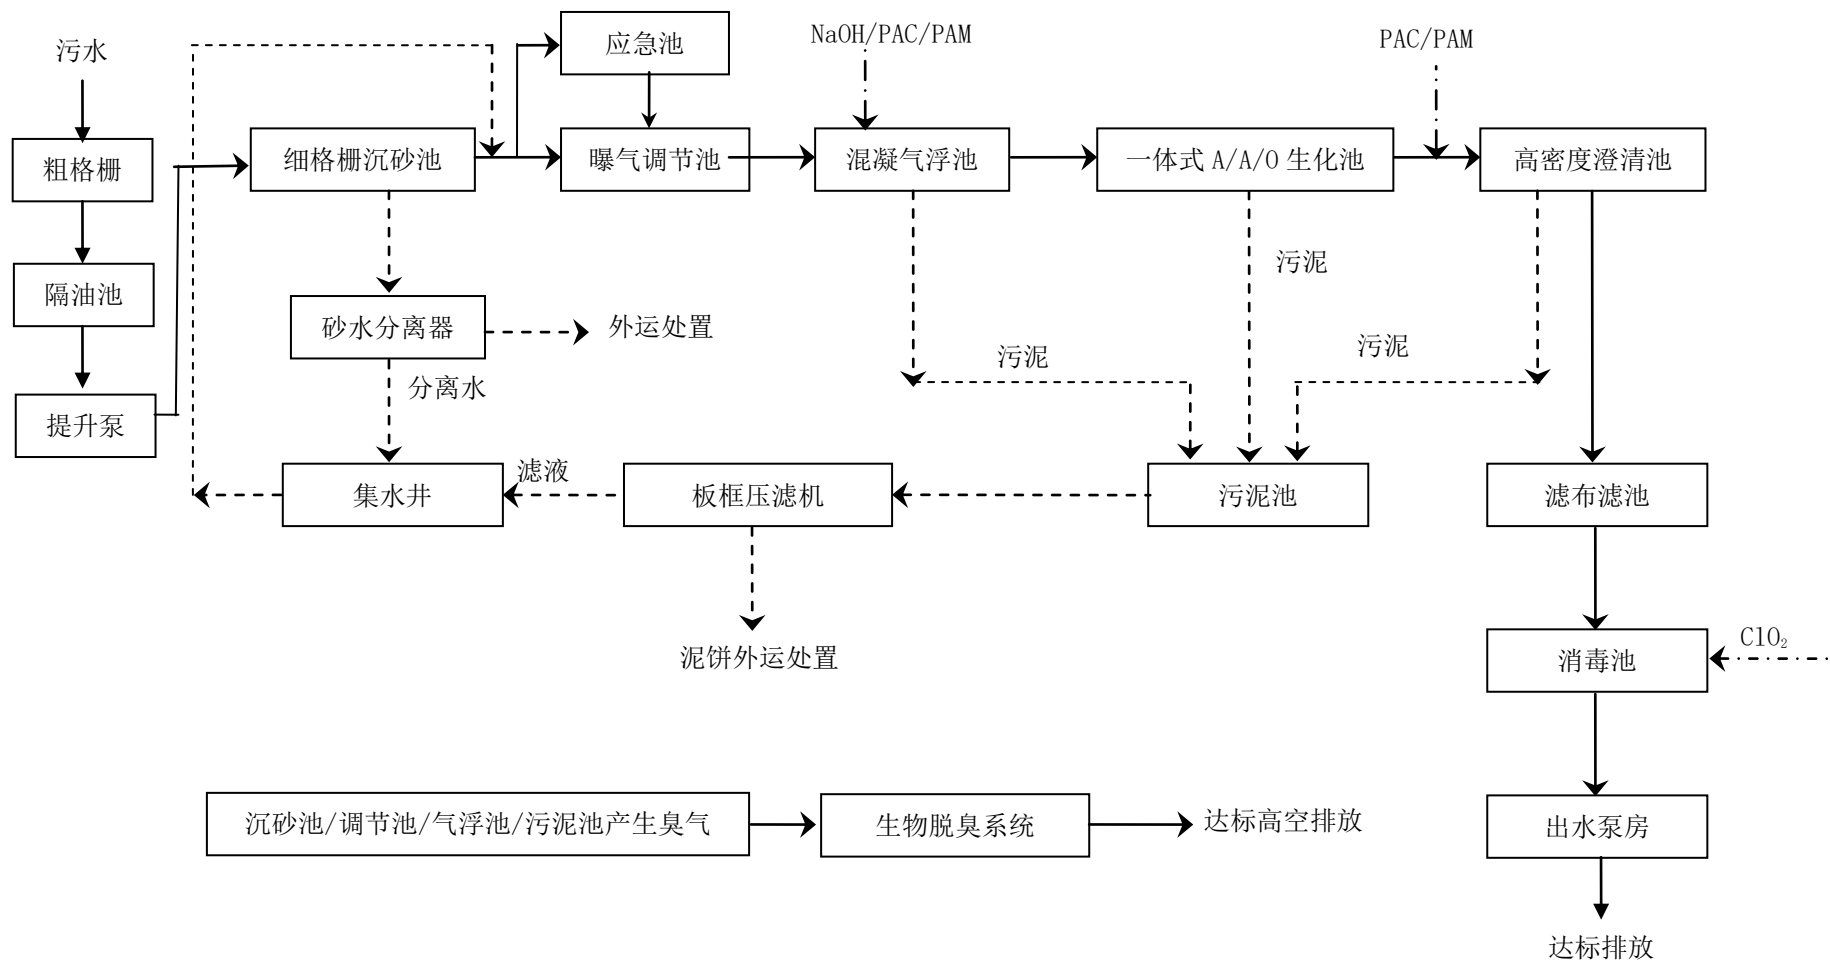 污水
应急池
NaOH/PAC/PAM
PAC/PAM
粗格栅
细格栅沉砂池
曝气调节池
混凝气浮池
一体式 A/A/O 生化池
高密度澄清池
隔油池
污泥
砂水分离器
外运处置
污泥
污泥
分离水
提升泵
集水井
滤液
板框压滤机
污泥池
滤布滤池
泥饼外运处置
消毒池
ClO₂
沉砂池/调节池/气浮池/污泥池产生臭气
生物脱臭系统
达标高空排放
出水泵房
达标排放